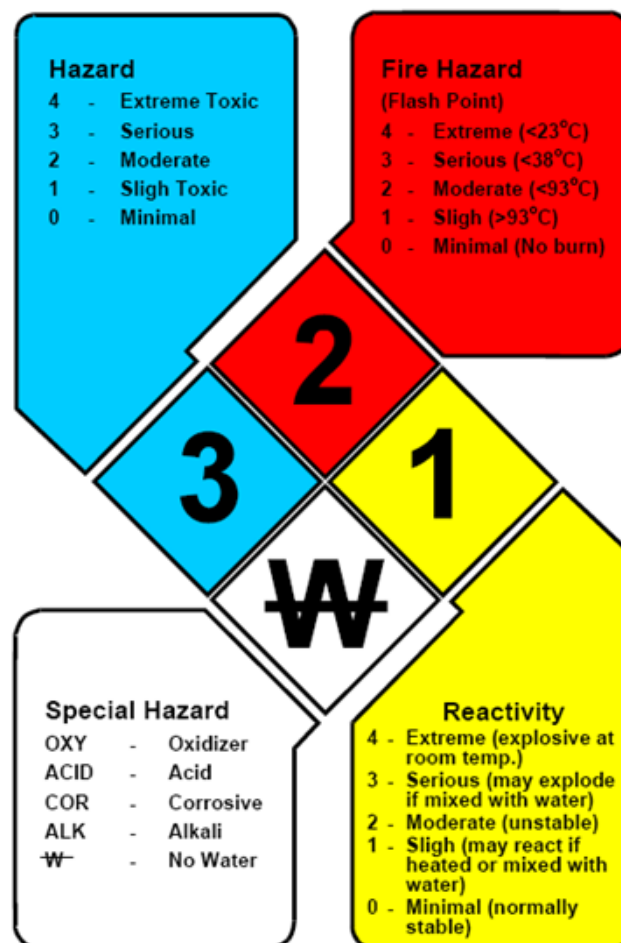 Hazard
4 - Extreme Toxic
3 - Serious
2 - Moderate
1 - Sligh Toxic
0 - Minimal
Fire Hazard
(Flash Point)
4 - Extreme (<23°C)
3 - Serious (<38°C)
2 - Moderate (<93°C)
1 - Sligh (>93°C)
0 - Minimal (No burn)
2
3
1
W
Special Hazard
OXY - Oxidizer
ACID - Acid
COR - Corrosive
ALK - Alkali
W - No Water
Reactivity
4 - Extreme (explosive at
room temp.)
3 - Serious (may explode
if mixed with water)
2 - Moderate (unstable)
1 - Sligh (may react if
heated or mixed with
water)
0 - Minimal (normally
stable)